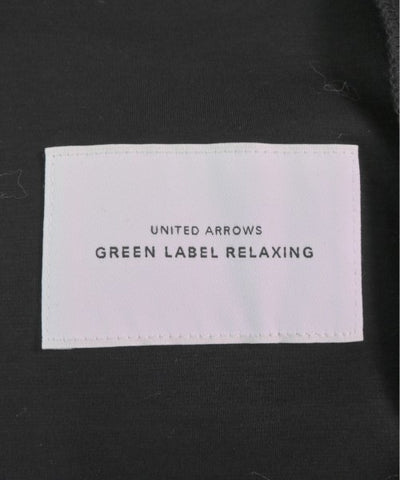 UNITED ARROWS
GREEN LABEL RELAXING